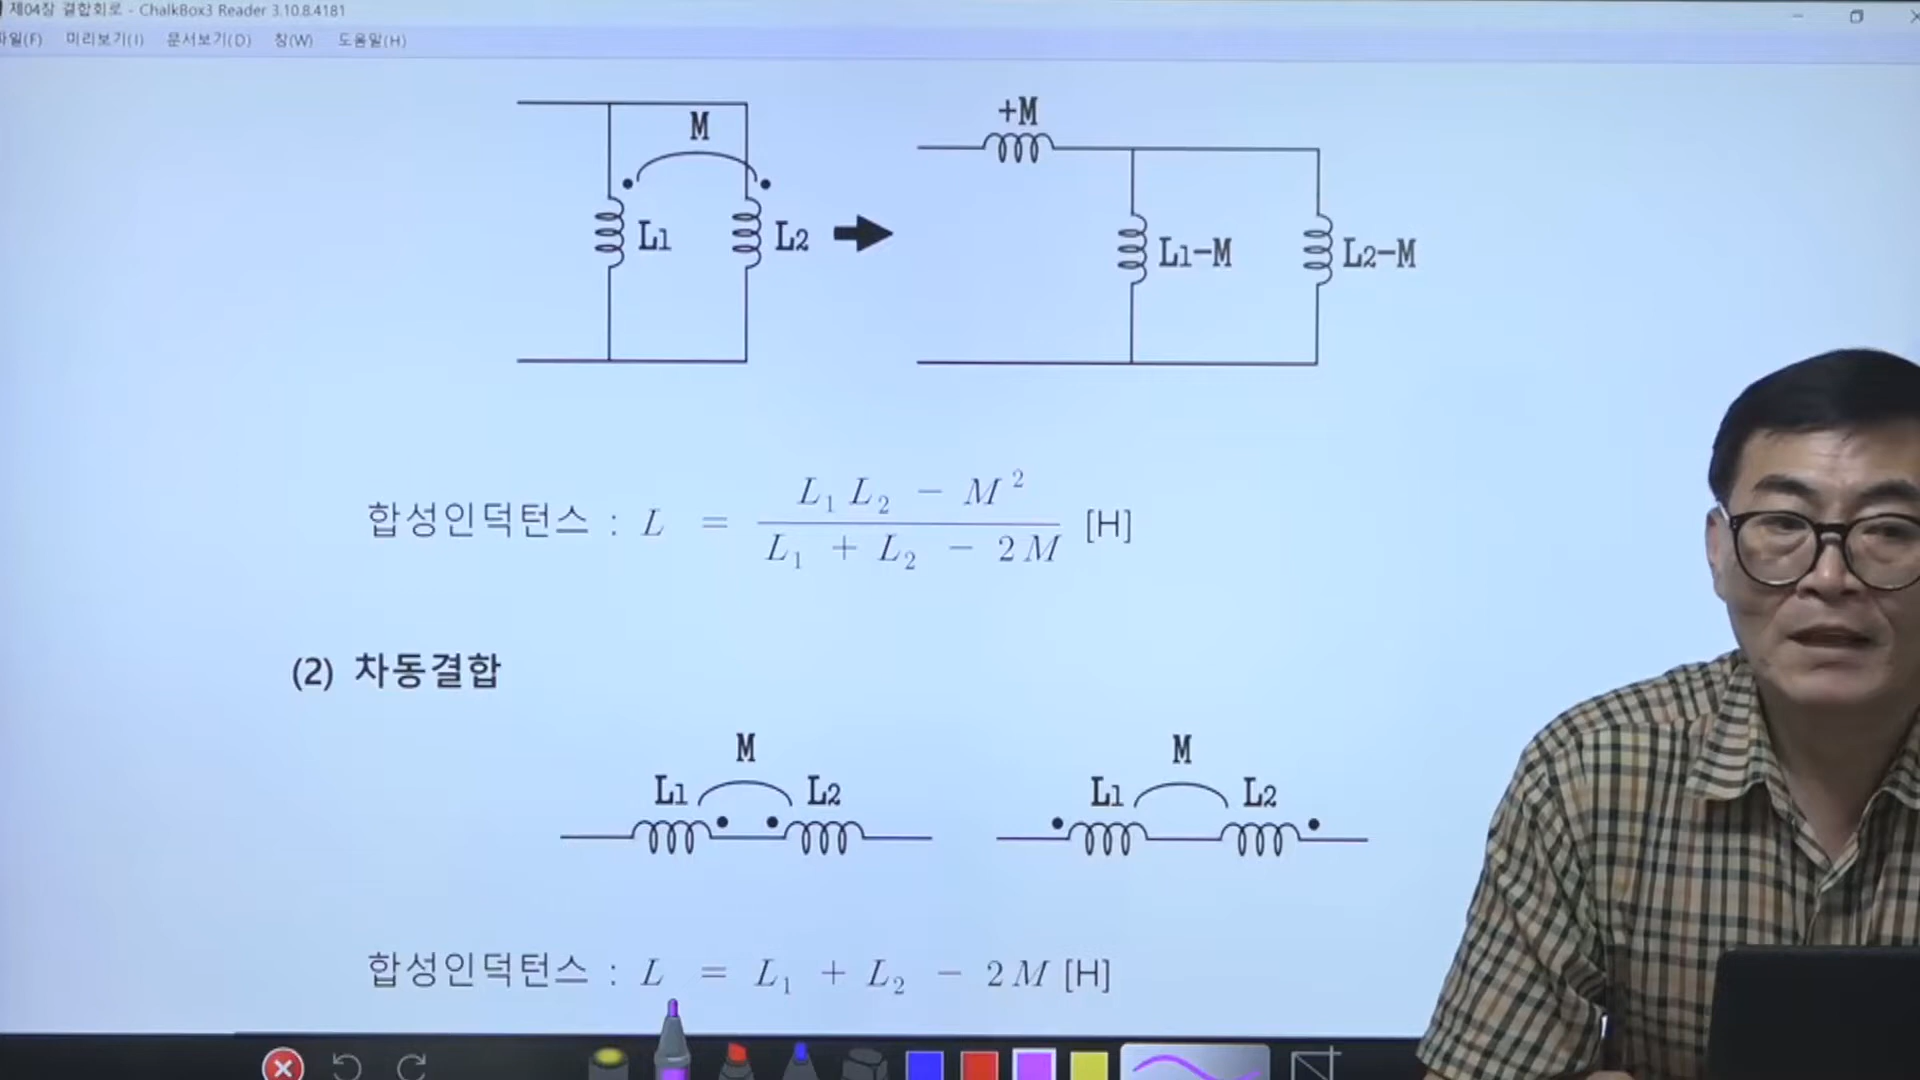 제04장 결합회로 - ChalkBox3 Reader 3.10.8.4181
파일(F) 미리보기(I) 문서보기(D) 창(W) 도움말(H)
M
L1 L2
+M
L1-M L2-M
합성인덕턴스 : L = (L₁ L₂ - M²) / (L₁ + L₂ - 2M) [H]
(2) 차동결합
M
L1 L2
M
L1 L2
합성인덕턴스 : L = L₁ + L₂ - 2M [H]